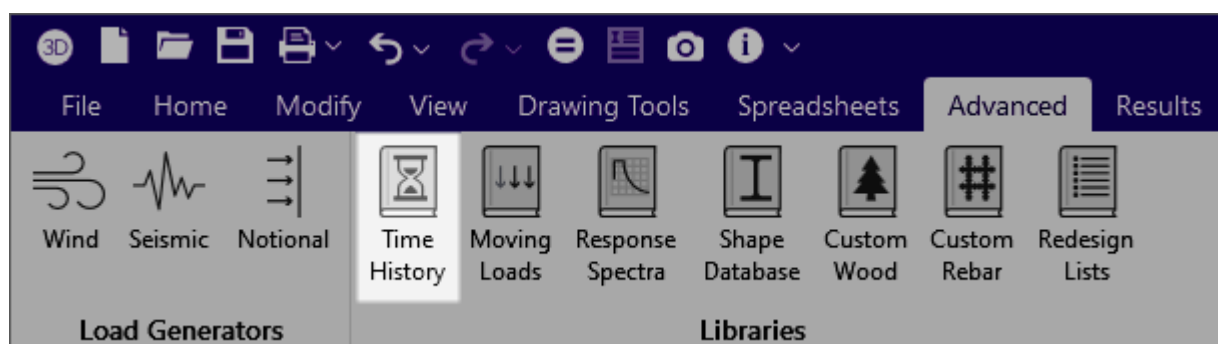 3D
File Home Modify View Drawing Tools Spreadsheets Advanced Results
Wind Seismic Notional Time History Moving Loads Response Spectra Shape Database Custom Wood Custom Rebar Redesign Lists
Load Generators Libraries